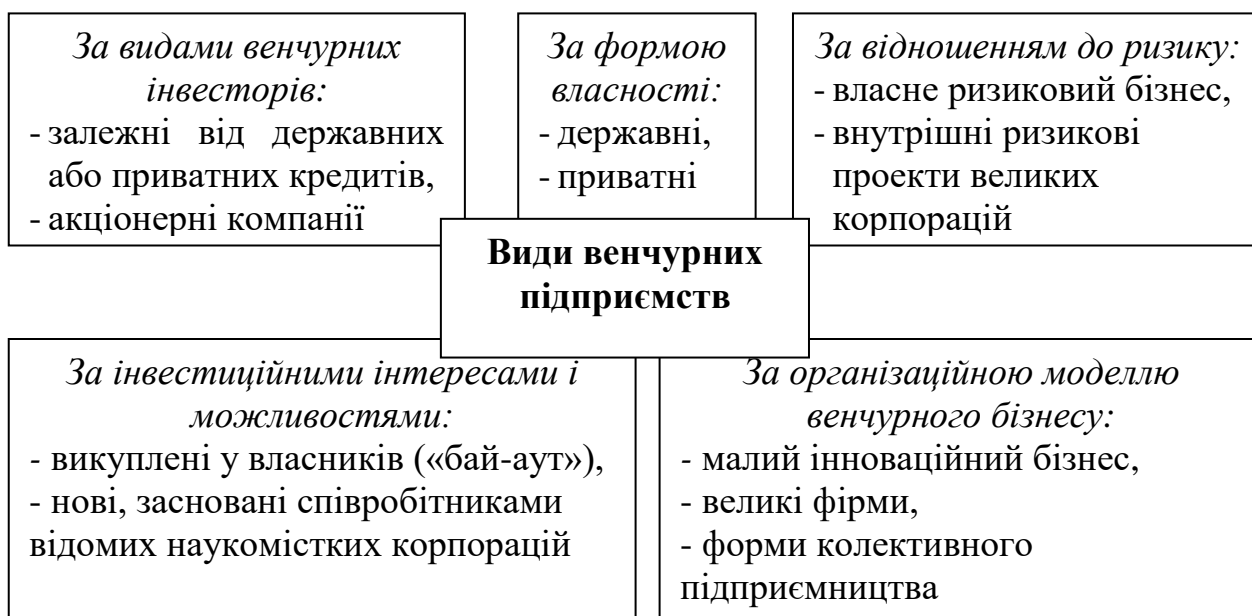 За видами венчурних
інвесторів:
- залежні від державних
або приватних кредитів,
- акціонерні компанії
За формою
власності:
- державні,
- приватні
За відношенням до ризику:
- власне ризиковий бізнес,
- внутрішні ризикові
проекти великих
корпорацій
Види венчурних
підприємств
За інвестиційними інтересами і
можливостями:
- викуплені у власників («бай-аут»),
- нові, засновані співробітниками
відомих наукомістких корпорацій
За організаційною моделлю
венчурного бізнесу:
- малий інноваційний бізнес,
- великі фірми,
- форми колективного
підприємництва